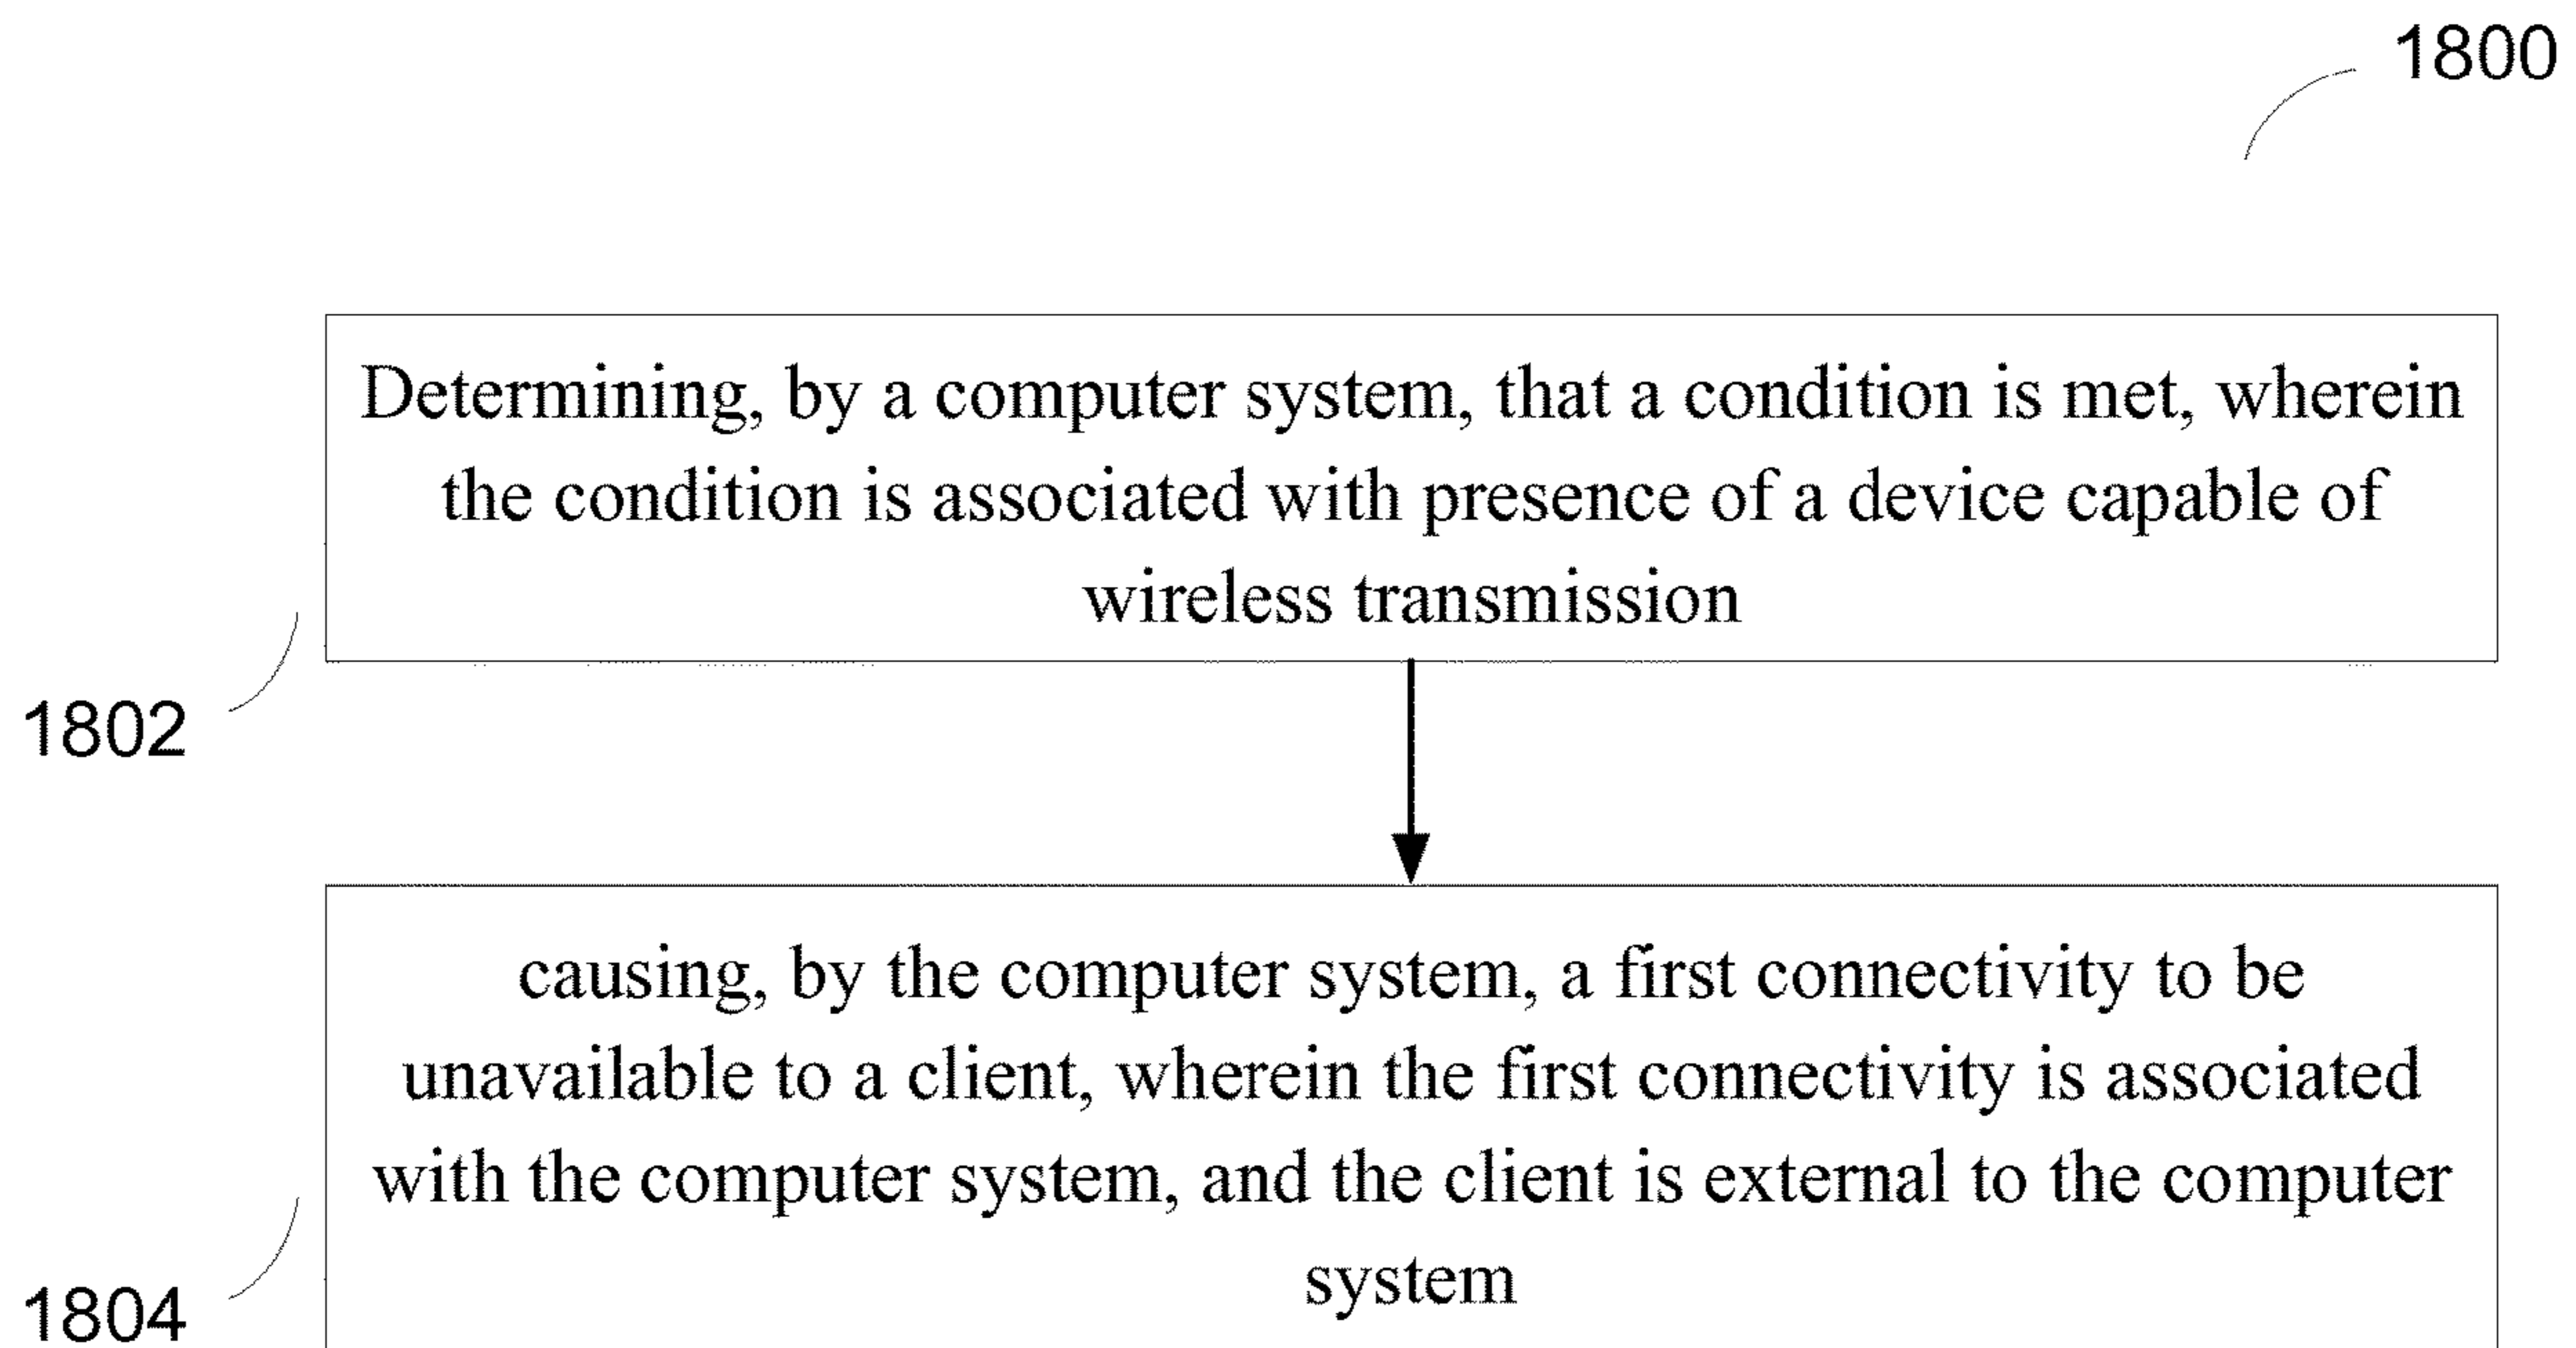 1800
Determining, by a computer system, that a condition is met, wherein
the condition is associated with presence of a device capable of
wireless transmission
1802
causing, by the computer system, a first connectivity to be
unavailable to a client, wherein the first connectivity is associated
with the computer system, and the client is external to the computer
system
1804